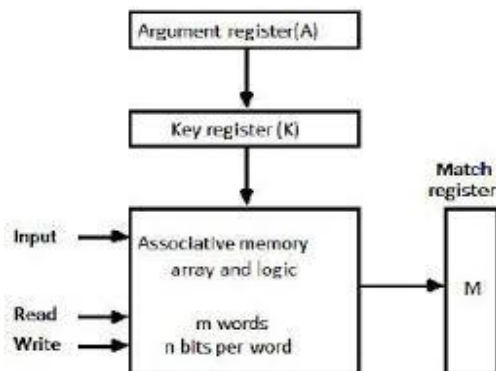 Argument register(A)
Key register (K)
Match
register
Input
Associative memory
array and logic
M
Read
m words
Write
n bits per word